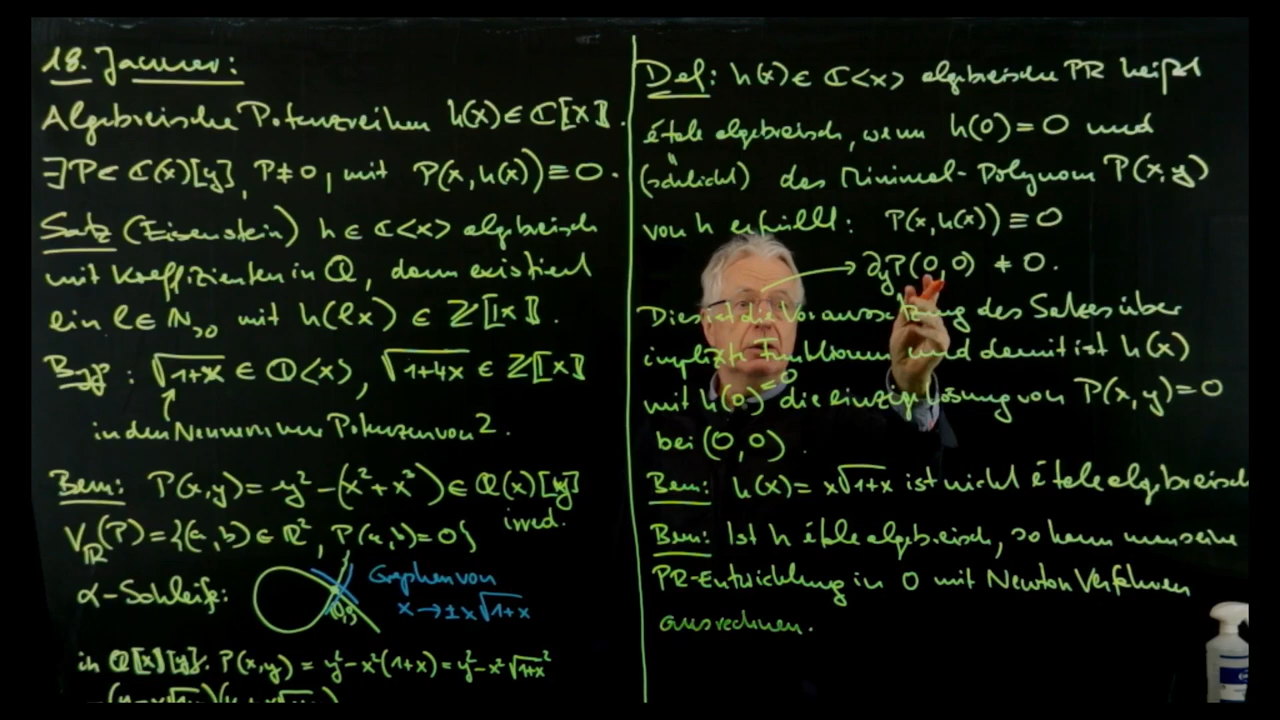 18. Jänner:
Algebraische Potenzreihen h(x) ∈ ℂ[[x]].
∃ P ∈ ℂ(x)[y], P ≠ 0, mit P(x, h(x)) ≡ 0.
Satz (Eisenstein) h ∈ ℂ<x> algebraisch
mit Koeffizienten in ℚ, dann existiert
ein l ∈ ℕ>0 mit h(lx) ∈ ℤ[[x]].
Bsp: √1+x ∈ ℚ<x>, √1+4x ∈ ℤ[[x]]
↑
in den Nennern nur Potenzen von 2.
Bem: P(x,y) = y² - (x² + x³) ∈ ℚ(x)[y]
irred.
V_ℝ(P) = {(a,b) ∈ ℝ², P(a,b) = 0}
α-Schleife:
Graphen von
x → ± x√1+x
in ℚ[[x]][y]: P(x,y) = y² - x²(1+x) = y² - x²√1+x²
Def: h(x) ∈ ℂ<x> algebraische PR heißt
étale algebraisch, wenn h(0) = 0 und
(schlicht) das Minimal-Polynom P(x,y)
von h erfüllt: P(x, h(x)) ≡ 0
→ ∂yP(0,0) ≠ 0.
Dies ist die Voraussetzung des Satzes über
implizite Funktionen und damit ist h(x)
mit h(0) = 0 die einzige Lösung von P(x,y) = 0
bei (0,0).
Bem: h(x) = x√1+x ist nicht étale algebraisch
Bem: Ist h étale algebraisch, so kann man seine
PR-Entwicklung in 0 mit Newton Verfahren
ausrechnen.